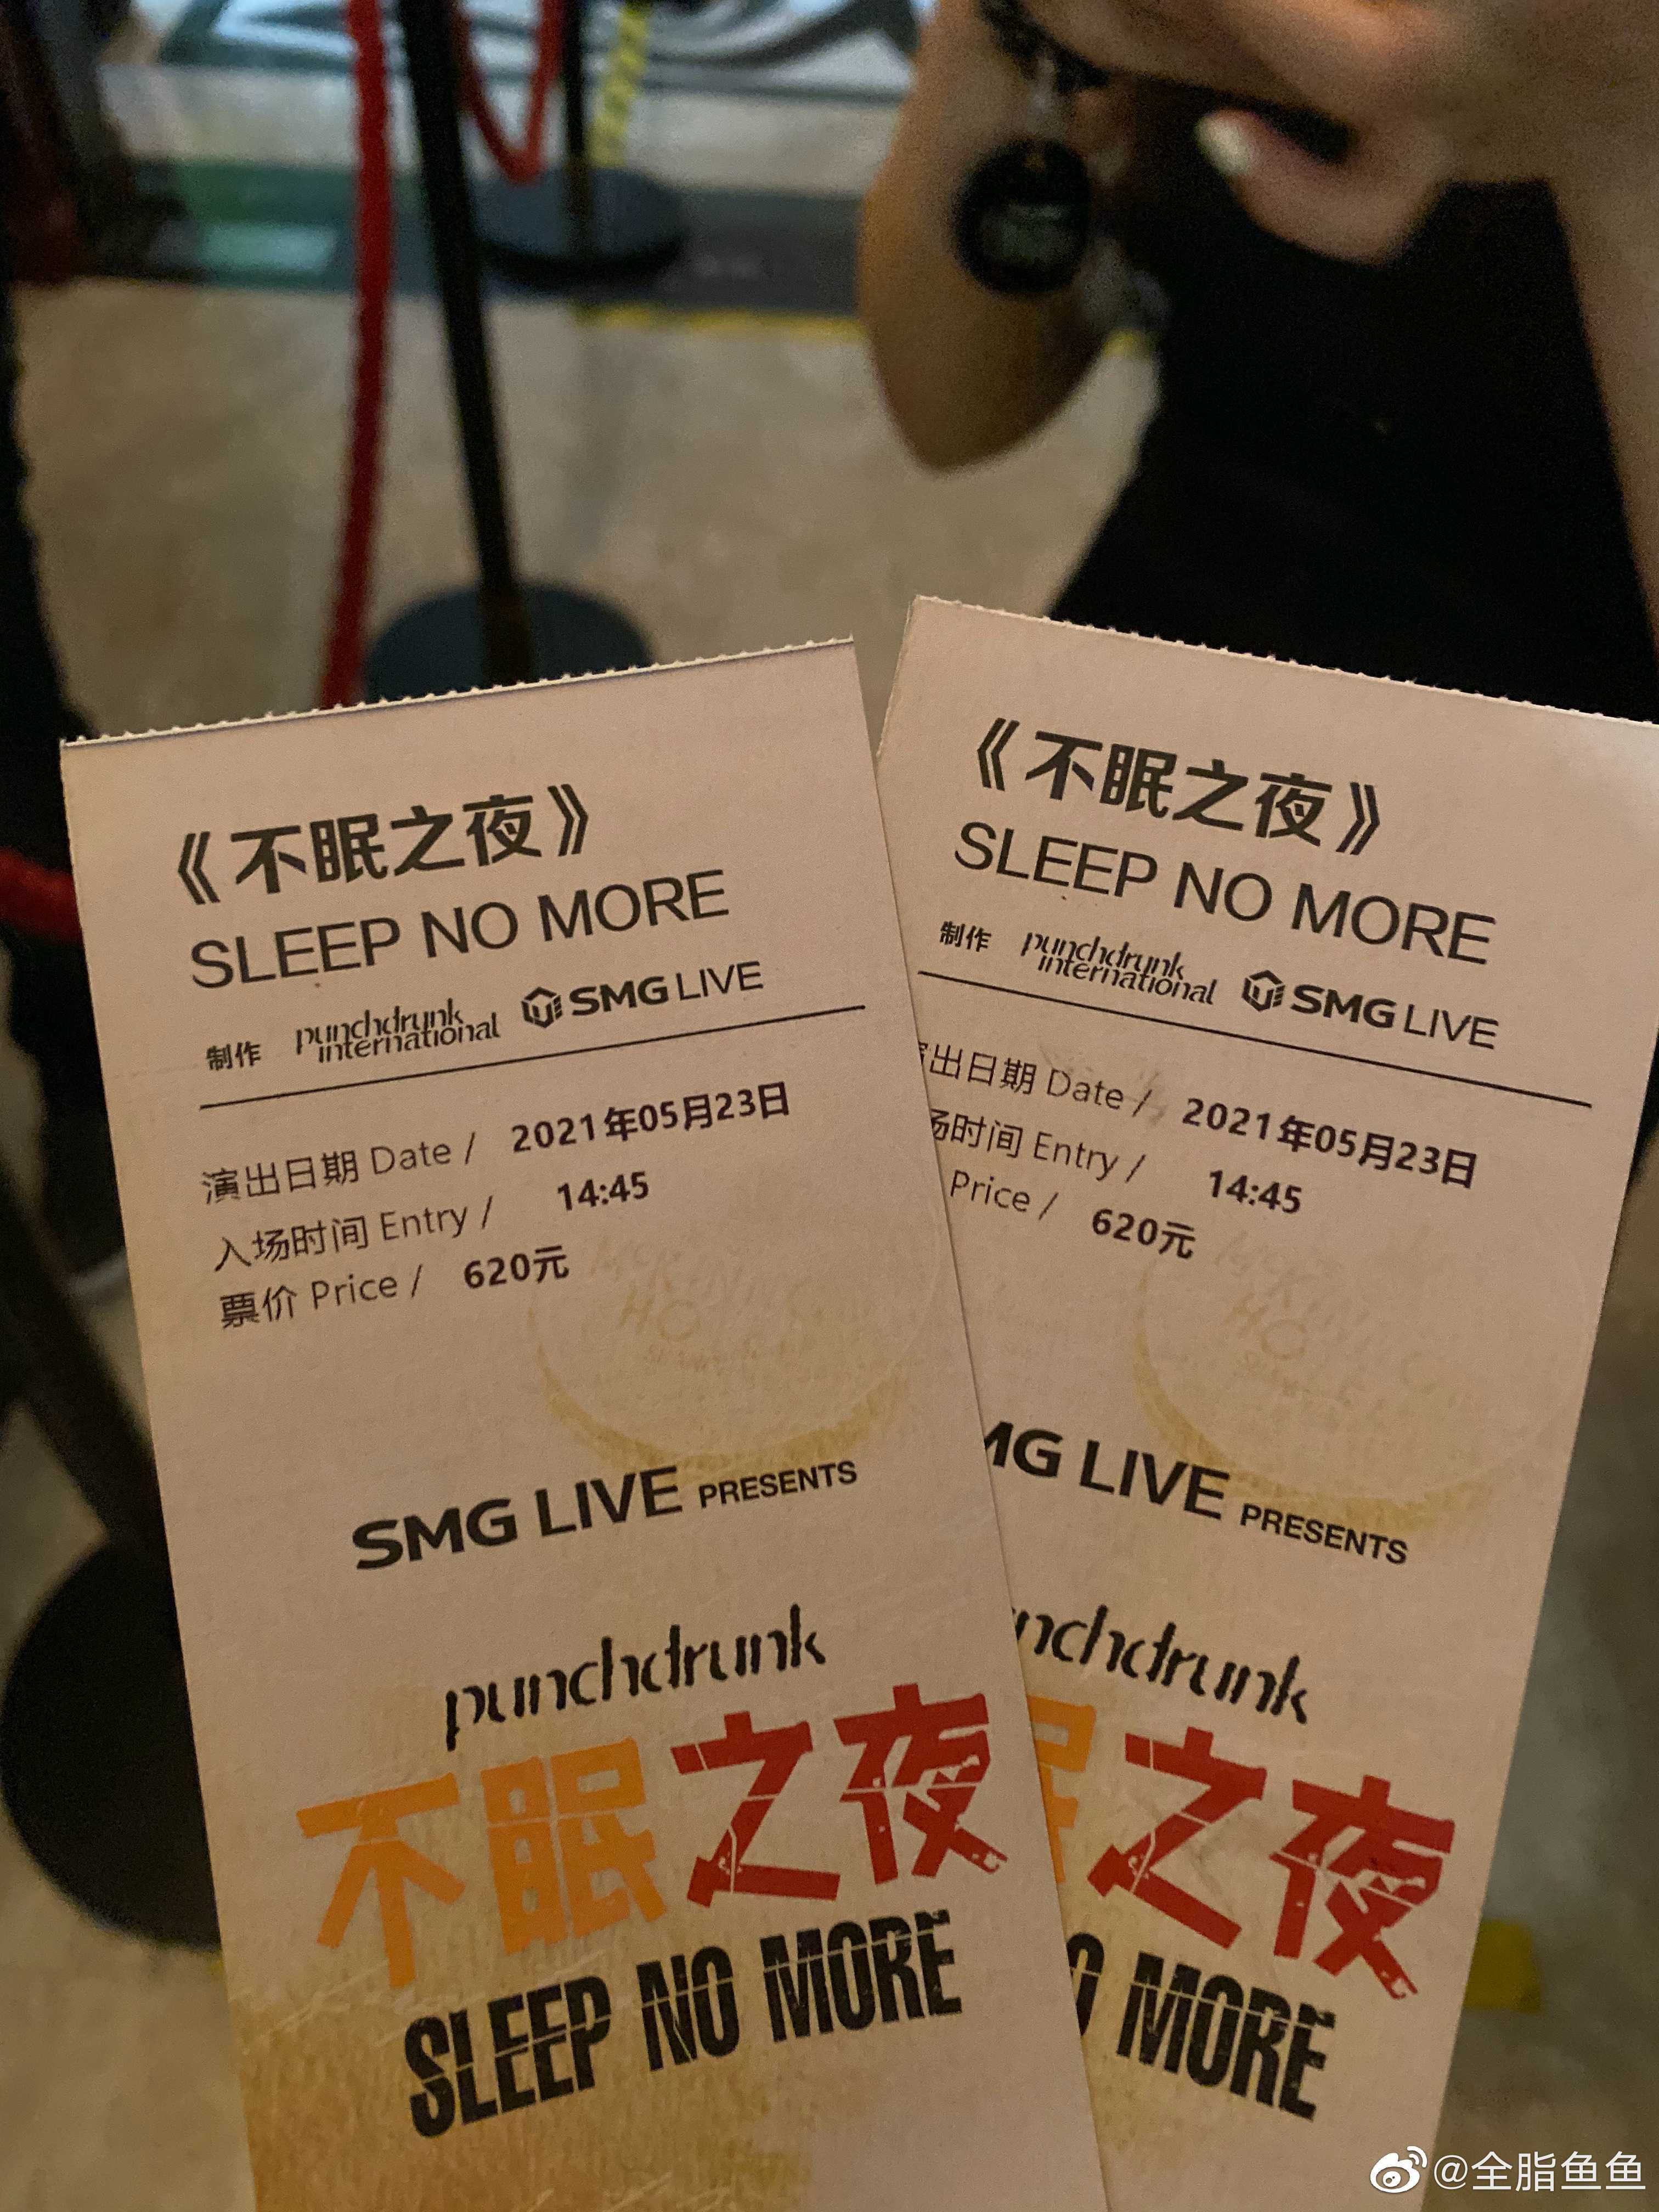 《不眠之夜》
SLEEP NO MORE
制作 punchdrunk international SMG LIVE
演出日期 Date / 2021年05月23日
入场时间 Entry / 14:45
票价 Price / 620元
SMG LIVE PRESENTS
punchdrunk
不眠之夜
SLEEP NO MORE
《不眠之夜》
SLEEP NO MORE
制作 punchdrunk international SMG LIVE
出日期 Date / 2021年05月23日
场时间 Entry / 14:45
Price / 620元
MG LIVE PRESENTS
nchdrunk
之夜
O MORE
@全脂鱼鱼